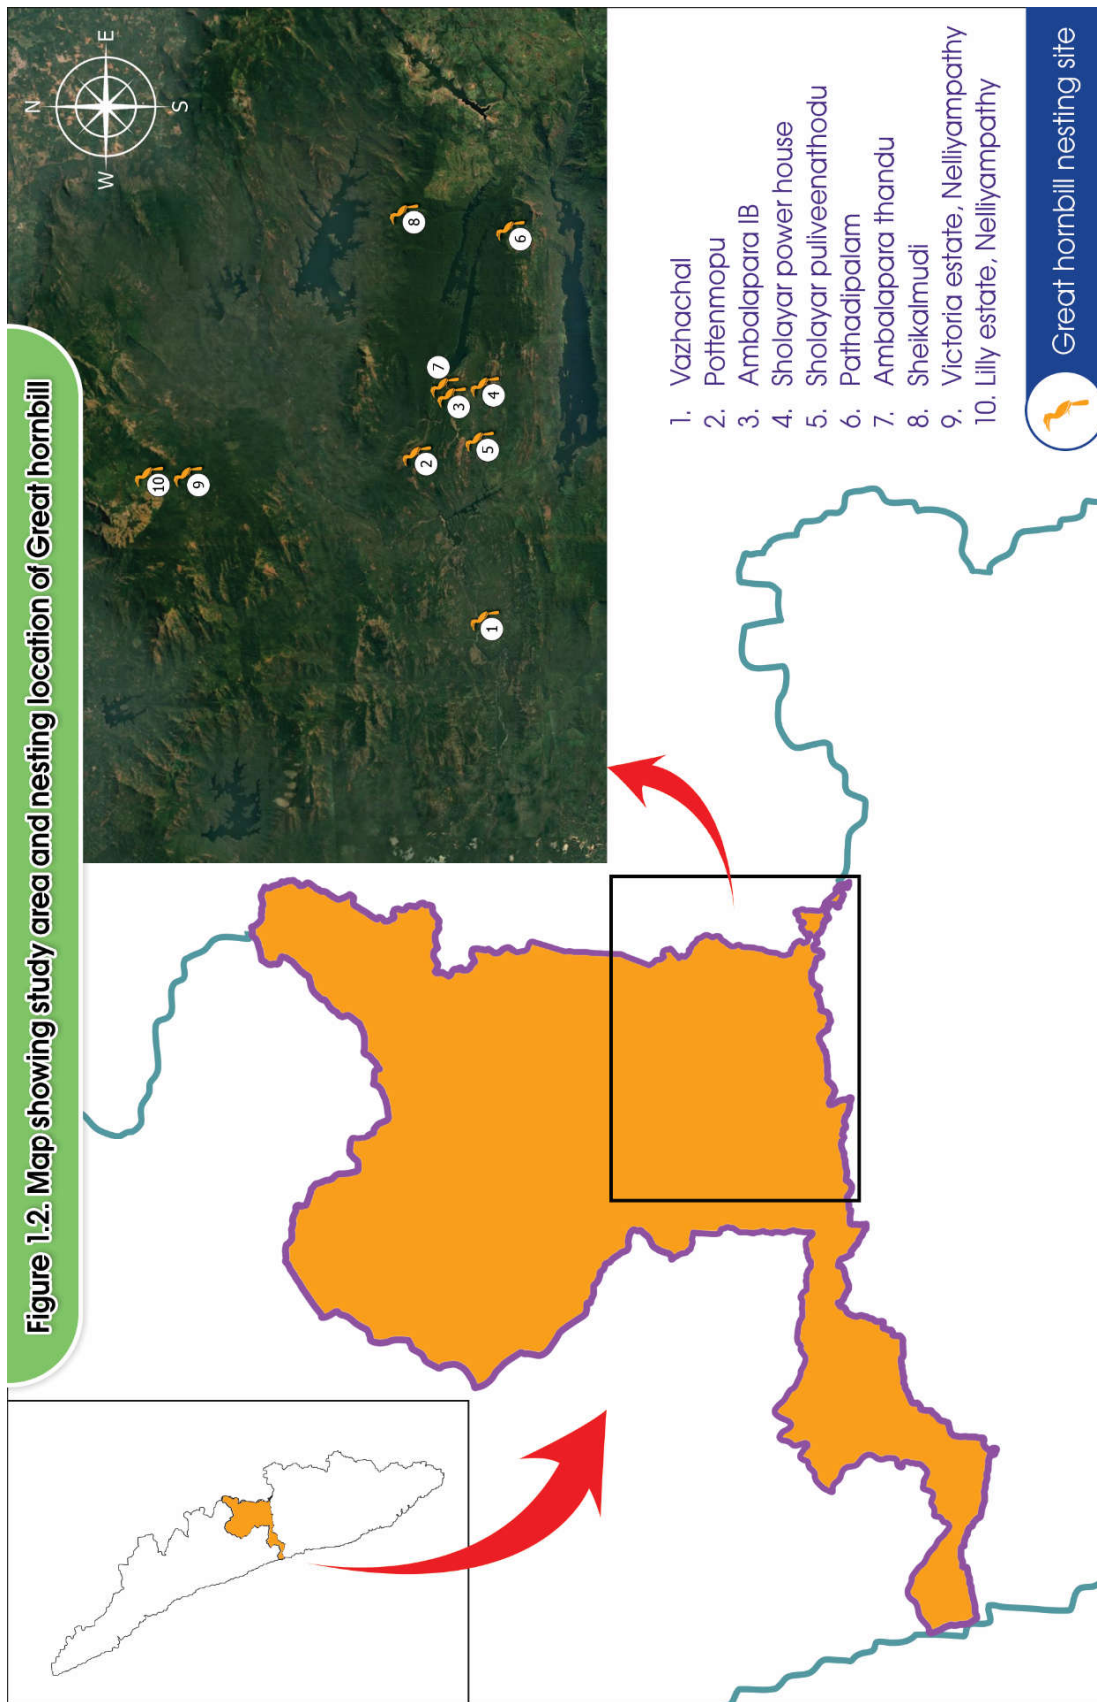 Figure 1.2. Map showing study area and nesting location of Great hornbill
N
W
E
S
10
9
8
7
2
3
6
5
4
1
1. Vazhachal
2. Pottenmopu
3. Ambalapara IB
4. Sholayar power house
5. Sholayar puliveenathodu
6. Pathadipalam
7. Ambalapara thandu
8. Sheikalmudi
9. Victoria estate, Nelliyampathy
10. Lilly estate, Nelliyampathy
Great hornbill nesting site